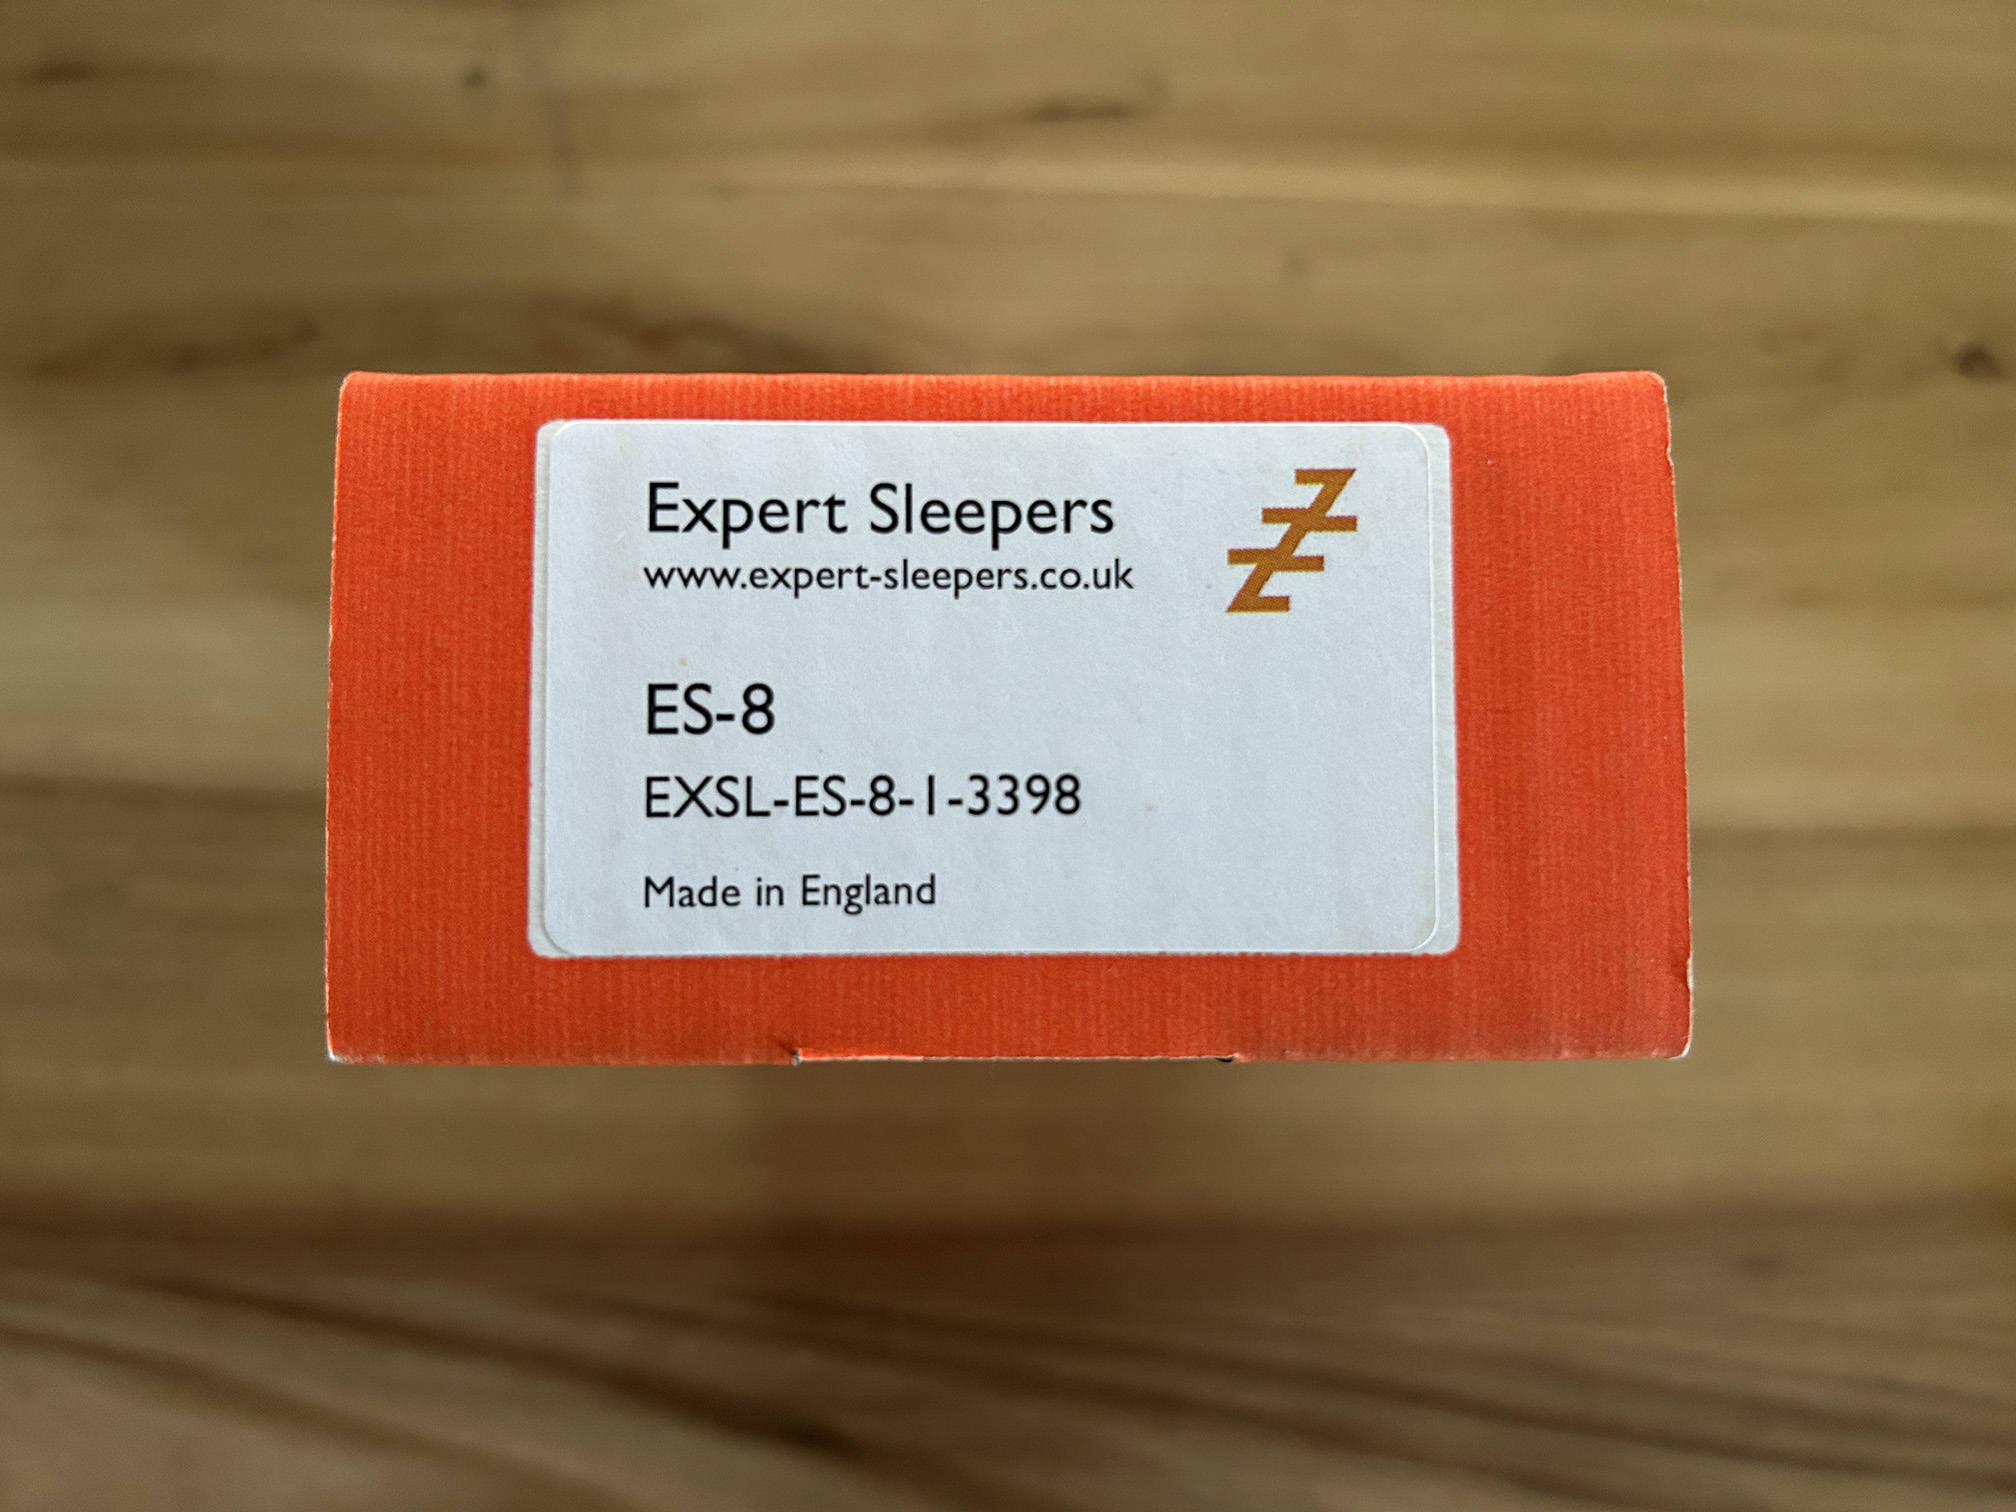 Expert Sleepers
www.expert-sleepers.co.uk
ES-8
EXSL-ES-8-1-3398
Made in England